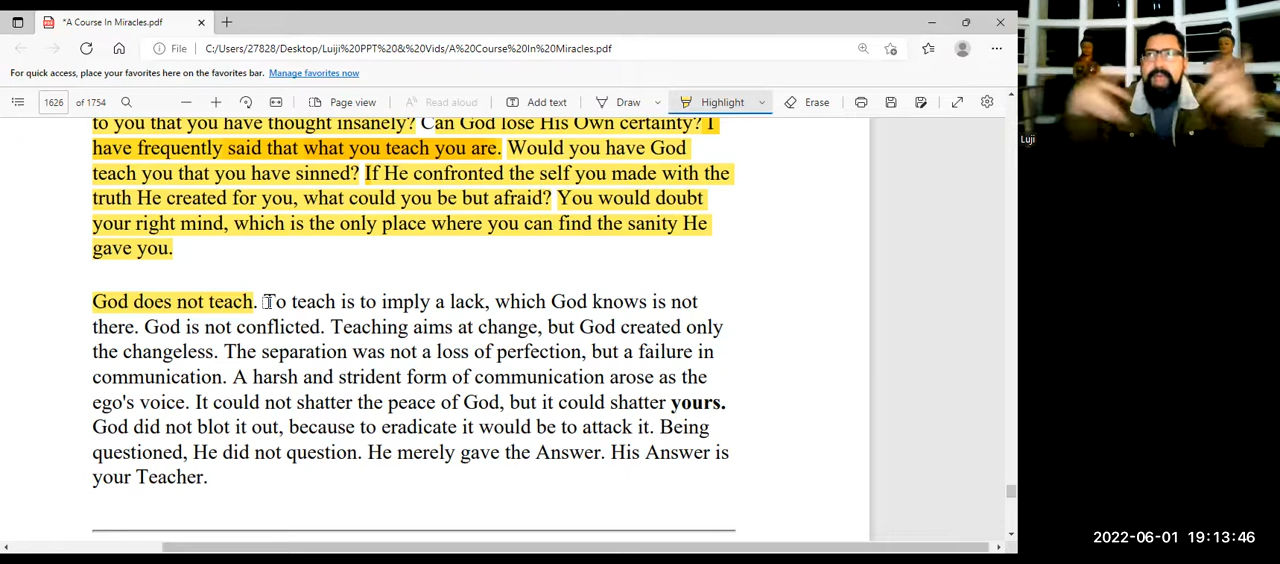 *A Course In Miracles.pdf
File
C:/Users/27828/Desktop/Luiji%20PPT%20&%20Vids/A%20Course%20In%20Miracles.pdf
For quick access, place your favorites here on the favorites bar. Manage favorites now
1626 of 1754
Page view
Read aloud
Add text
Draw
Highlight
Erase
Luji
to you that you have thought insanely? Can God lose His Own certainty? I
have frequently said that what you teach you are. Would you have God
teach you that you have sinned? If He confronted the self you made with the
truth He created for you, what could you be but afraid? You would doubt
your right mind, which is the only place where you can find the sanity He
gave you.
God does not teach. To teach is to imply a lack, which God knows is not
there. God is not conflicted. Teaching aims at change, but God created only
the changeless. The separation was not a loss of perfection, but a failure in
communication. A harsh and strident form of communication arose as the
ego's voice. It could not shatter the peace of God, but it could shatter yours.
God did not blot it out, because to eradicate it would be to attack it. Being
questioned, He did not question. He merely gave the Answer. His Answer is
your Teacher.
2022-06-01 19:13:46